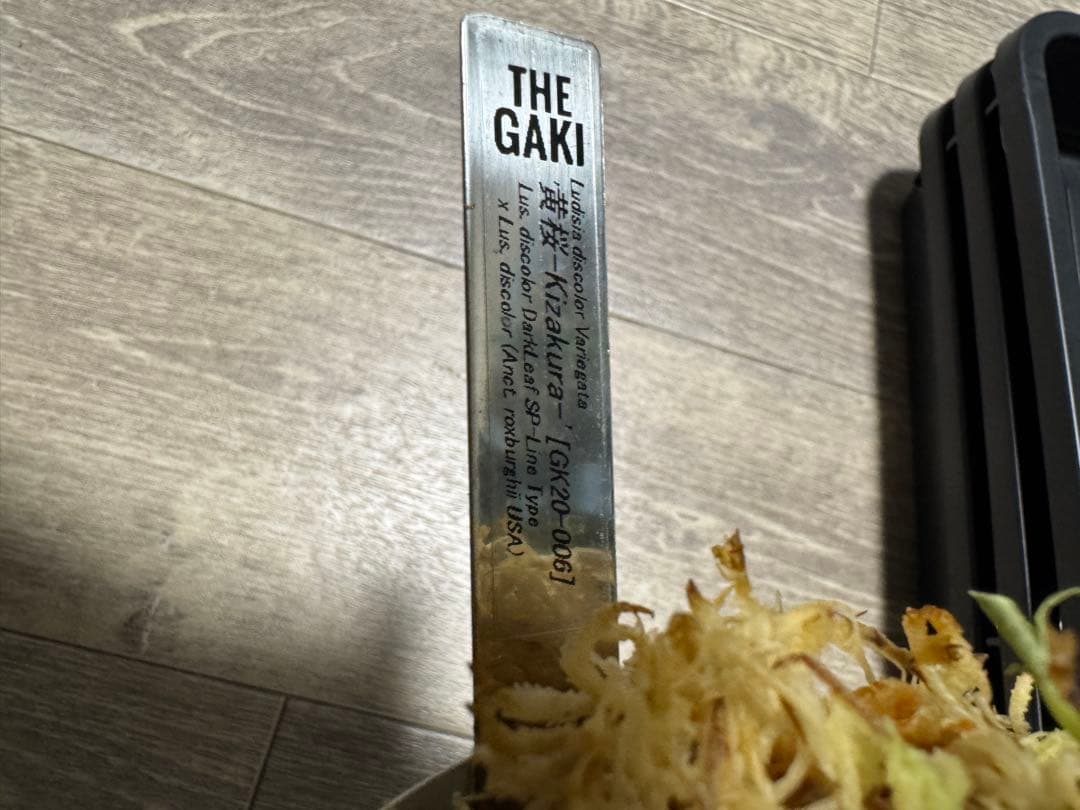 THE
GAKI
Ludisia discolor Variegata
'黄桜-Kizakura-' [GK20-006]
Lus. discolor DarkLeaf SP-Line Type
x Lus. discolor (Anct. roxburghii USA)